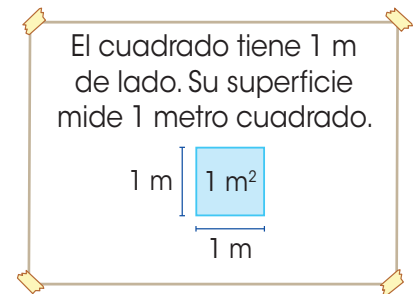 El cuadrado tiene 1 m
de lado. Su superficie
mide 1 metro cuadrado.
1 m 1 m²
1 m